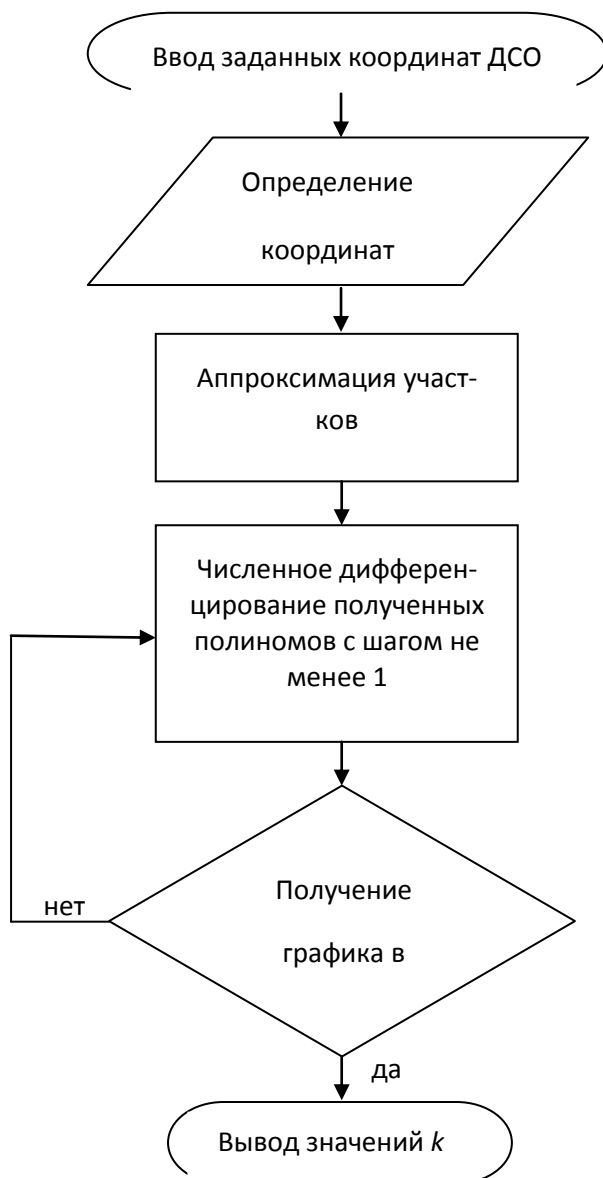 Ввод заданных координат ДСО
Определение
координат
Аппроксимация участ-
ков
Численное дифферен-
цирование полученных
полиномов с шагом не
менее 1
Получение
нет
графика в
да
Вывод значений k